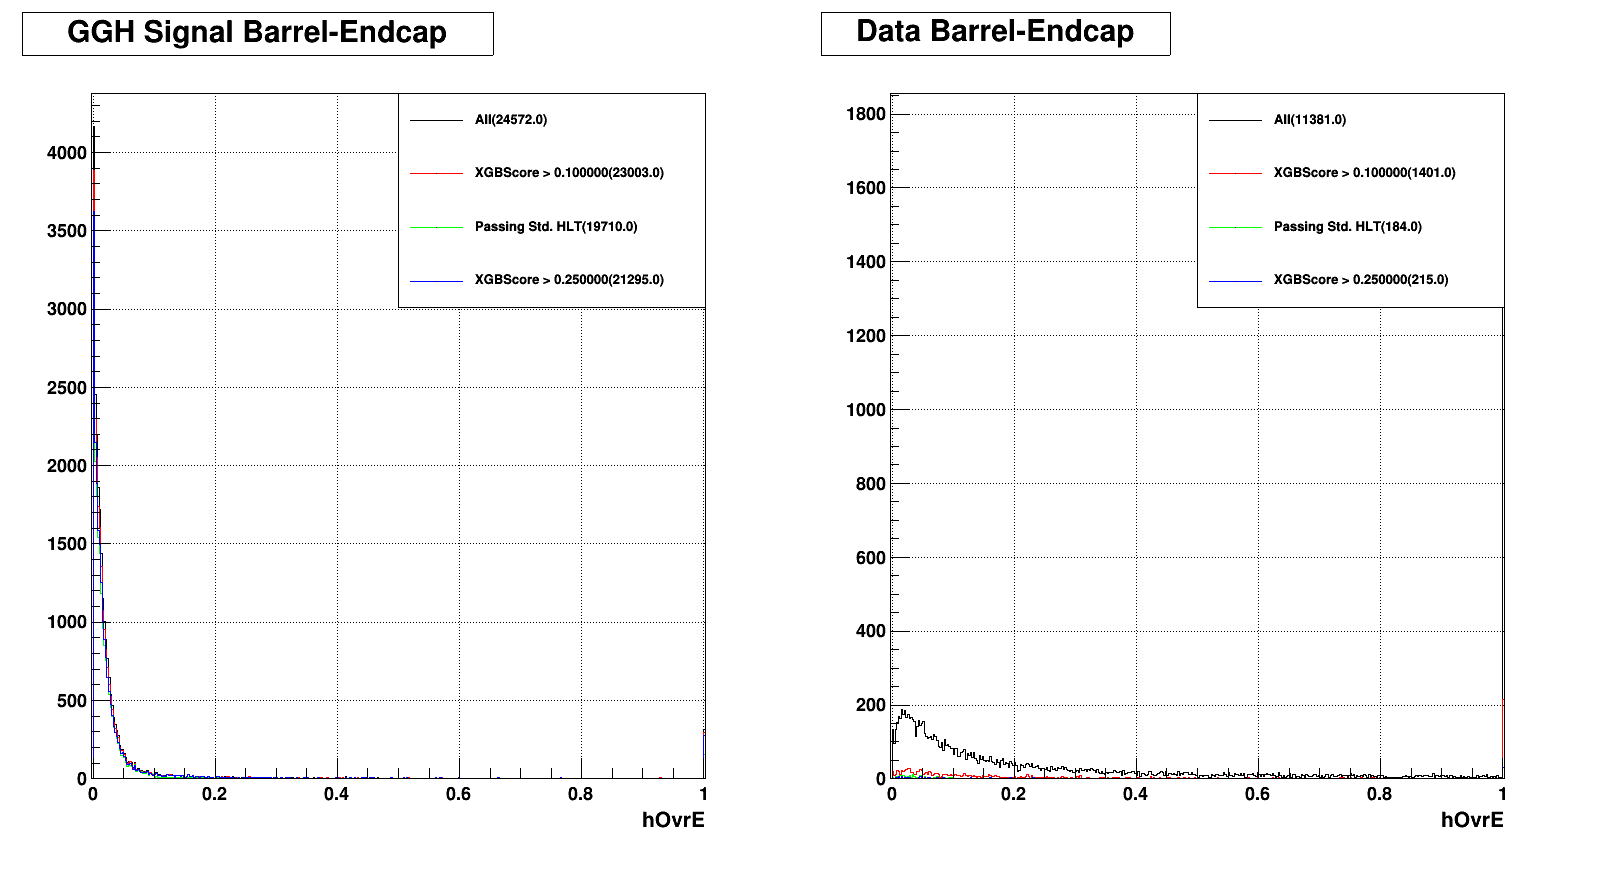 GGH Signal Barrel-Endcap
All(24572.0)
XGBScore > 0.100000(23003.0)
Passing Std. HLT(19710.0)
XGBScore > 0.250000(21295.0)
4000
3500
3000
2500
2000
1500
1000
500
0
0 0.2 0.4 0.6 0.8 1
hOvrE
Data Barrel-Endcap
All(11381.0)
XGBScore > 0.100000(1401.0)
Passing Std. HLT(184.0)
XGBScore > 0.250000(215.0)
1800
1600
1400
1200
1000
800
600
400
200
0
0 0.2 0.4 0.6 0.8 1
hOvrE